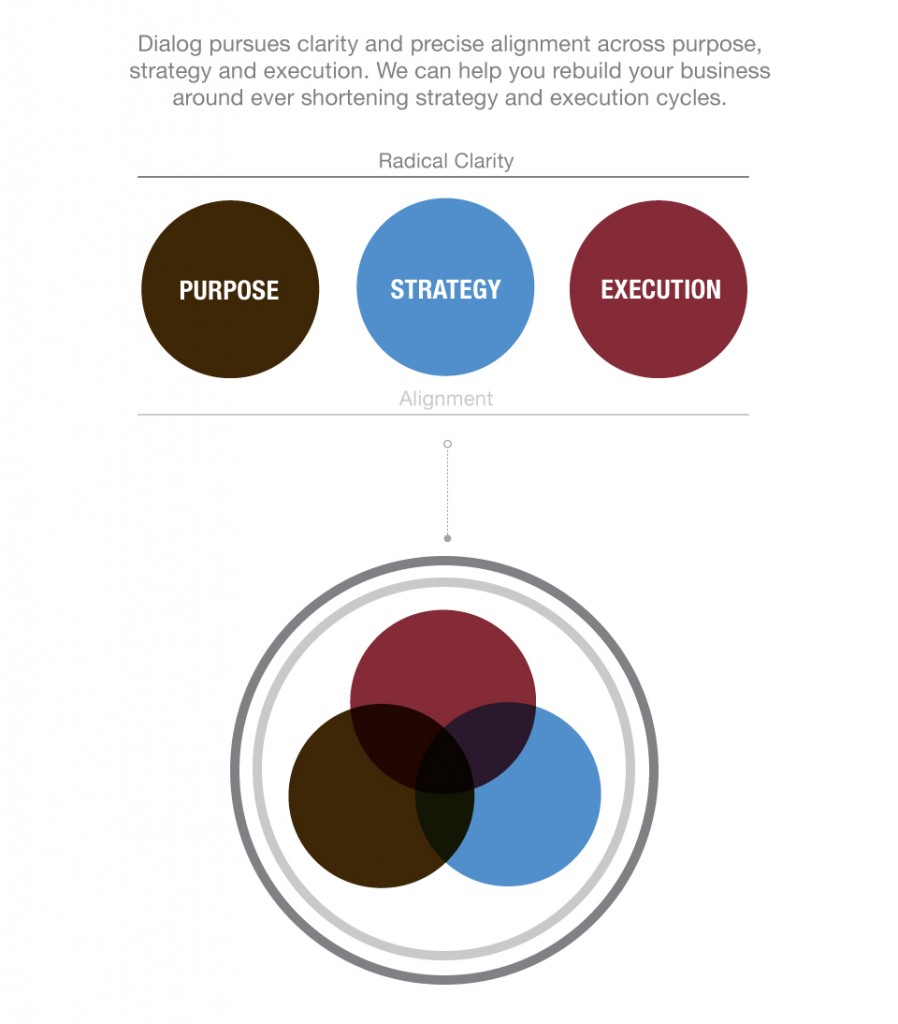 Dialog pursues clarity and precise alignment across purpose,
strategy and execution. We can help you rebuild your business
around ever shortening strategy and execution cycles.
Radical Clarity
PURPOSE
STRATEGY
EXECUTION
Alignment